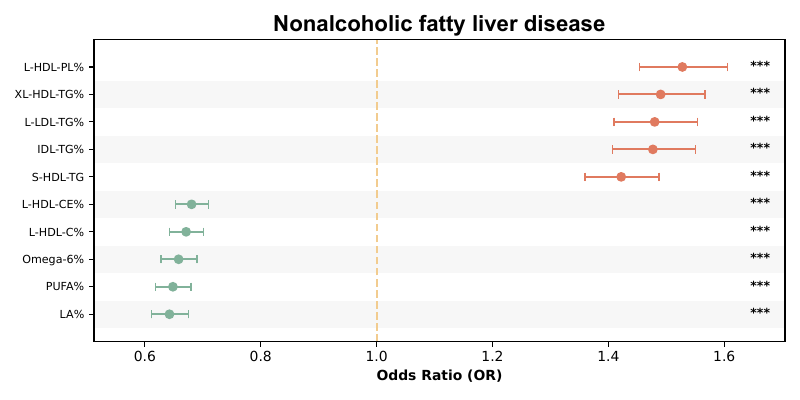 Nonalcoholic fatty liver disease
L-HDL-PL% ***
XL-HDL-TG% ***
L-LDL-TG% ***
IDL-TG% ***
S-HDL-TG ***
L-HDL-CE% ***
L-HDL-C% ***
Omega-6% ***
PUFA% ***
LA% ***
0.6 0.8 1.0 1.2 1.4 1.6
Odds Ratio (OR)